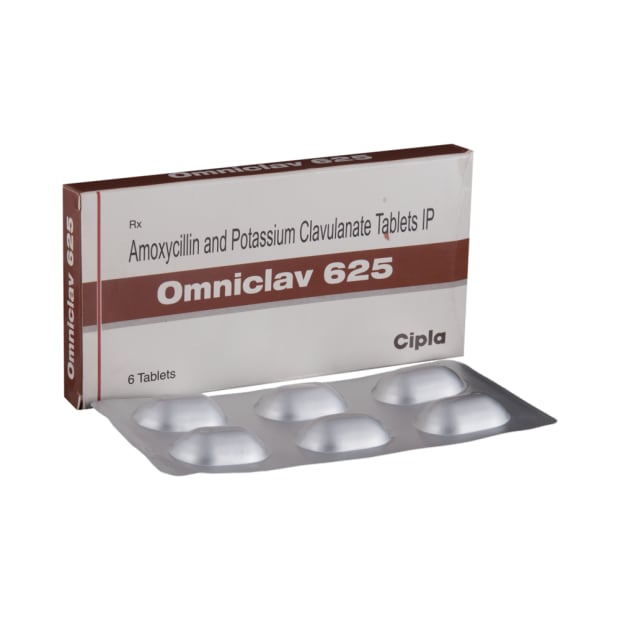 Omniclav 625
Omniclav 625
Rx
Amoxycillin and Potassium Clavulanate Tablets IP
Omniclav 625
Cipla
6 Tablets